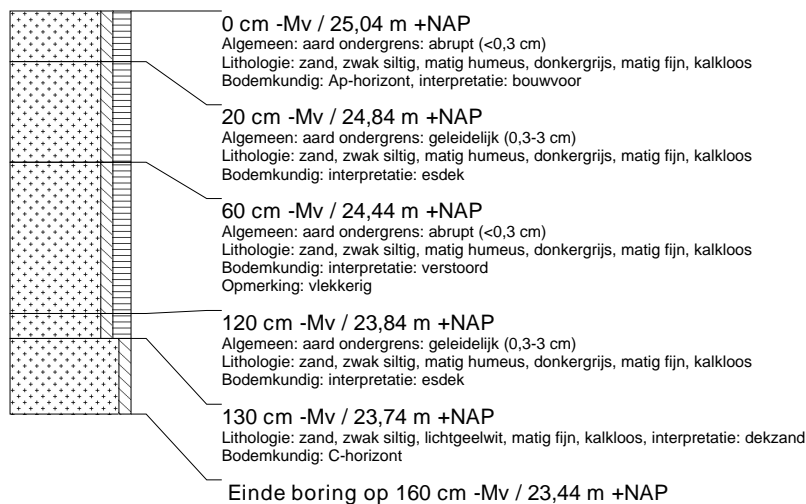 0 cm -Mv / 25,04 m +NAP
Algemeen: aard ondergrens: abrupt (<0,3 cm)
Lithologie: zand, zwak siltig, matig humeus, donkergrijs, matig fijn, kalkloos
Bodemkundig: Ap-horizont, interpretatie: bouwvoor
20 cm -Mv / 24,84 m +NAP
Algemeen: aard ondergrens: geleidelijk (0,3-3 cm)
Lithologie: zand, zwak siltig, matig humeus, donkergrijs, matig fijn, kalkloos
Bodemkundig: interpretatie: esdek
60 cm -Mv / 24,44 m +NAP
Algemeen: aard ondergrens: abrupt (<0,3 cm)
Lithologie: zand, zwak siltig, matig humeus, donkergrijs, matig fijn, kalkloos
Bodemkundig: interpretatie: verstoord
Opmerking: vlekkerig
120 cm -Mv / 23,84 m +NAP
Algemeen: aard ondergrens: geleidelijk (0,3-3 cm)
Lithologie: zand, zwak siltig, matig humeus, donkergrijs, matig fijn, kalkloos
Bodemkundig: interpretatie: esdek
130 cm -Mv / 23,74 m +NAP
Lithologie: zand, zwak siltig, lichtgeelwit, matig fijn, kalkloos, interpretatie: dekzand
Bodemkundig: C-horizont
Einde boring op 160 cm -Mv / 23,44 m +NAP